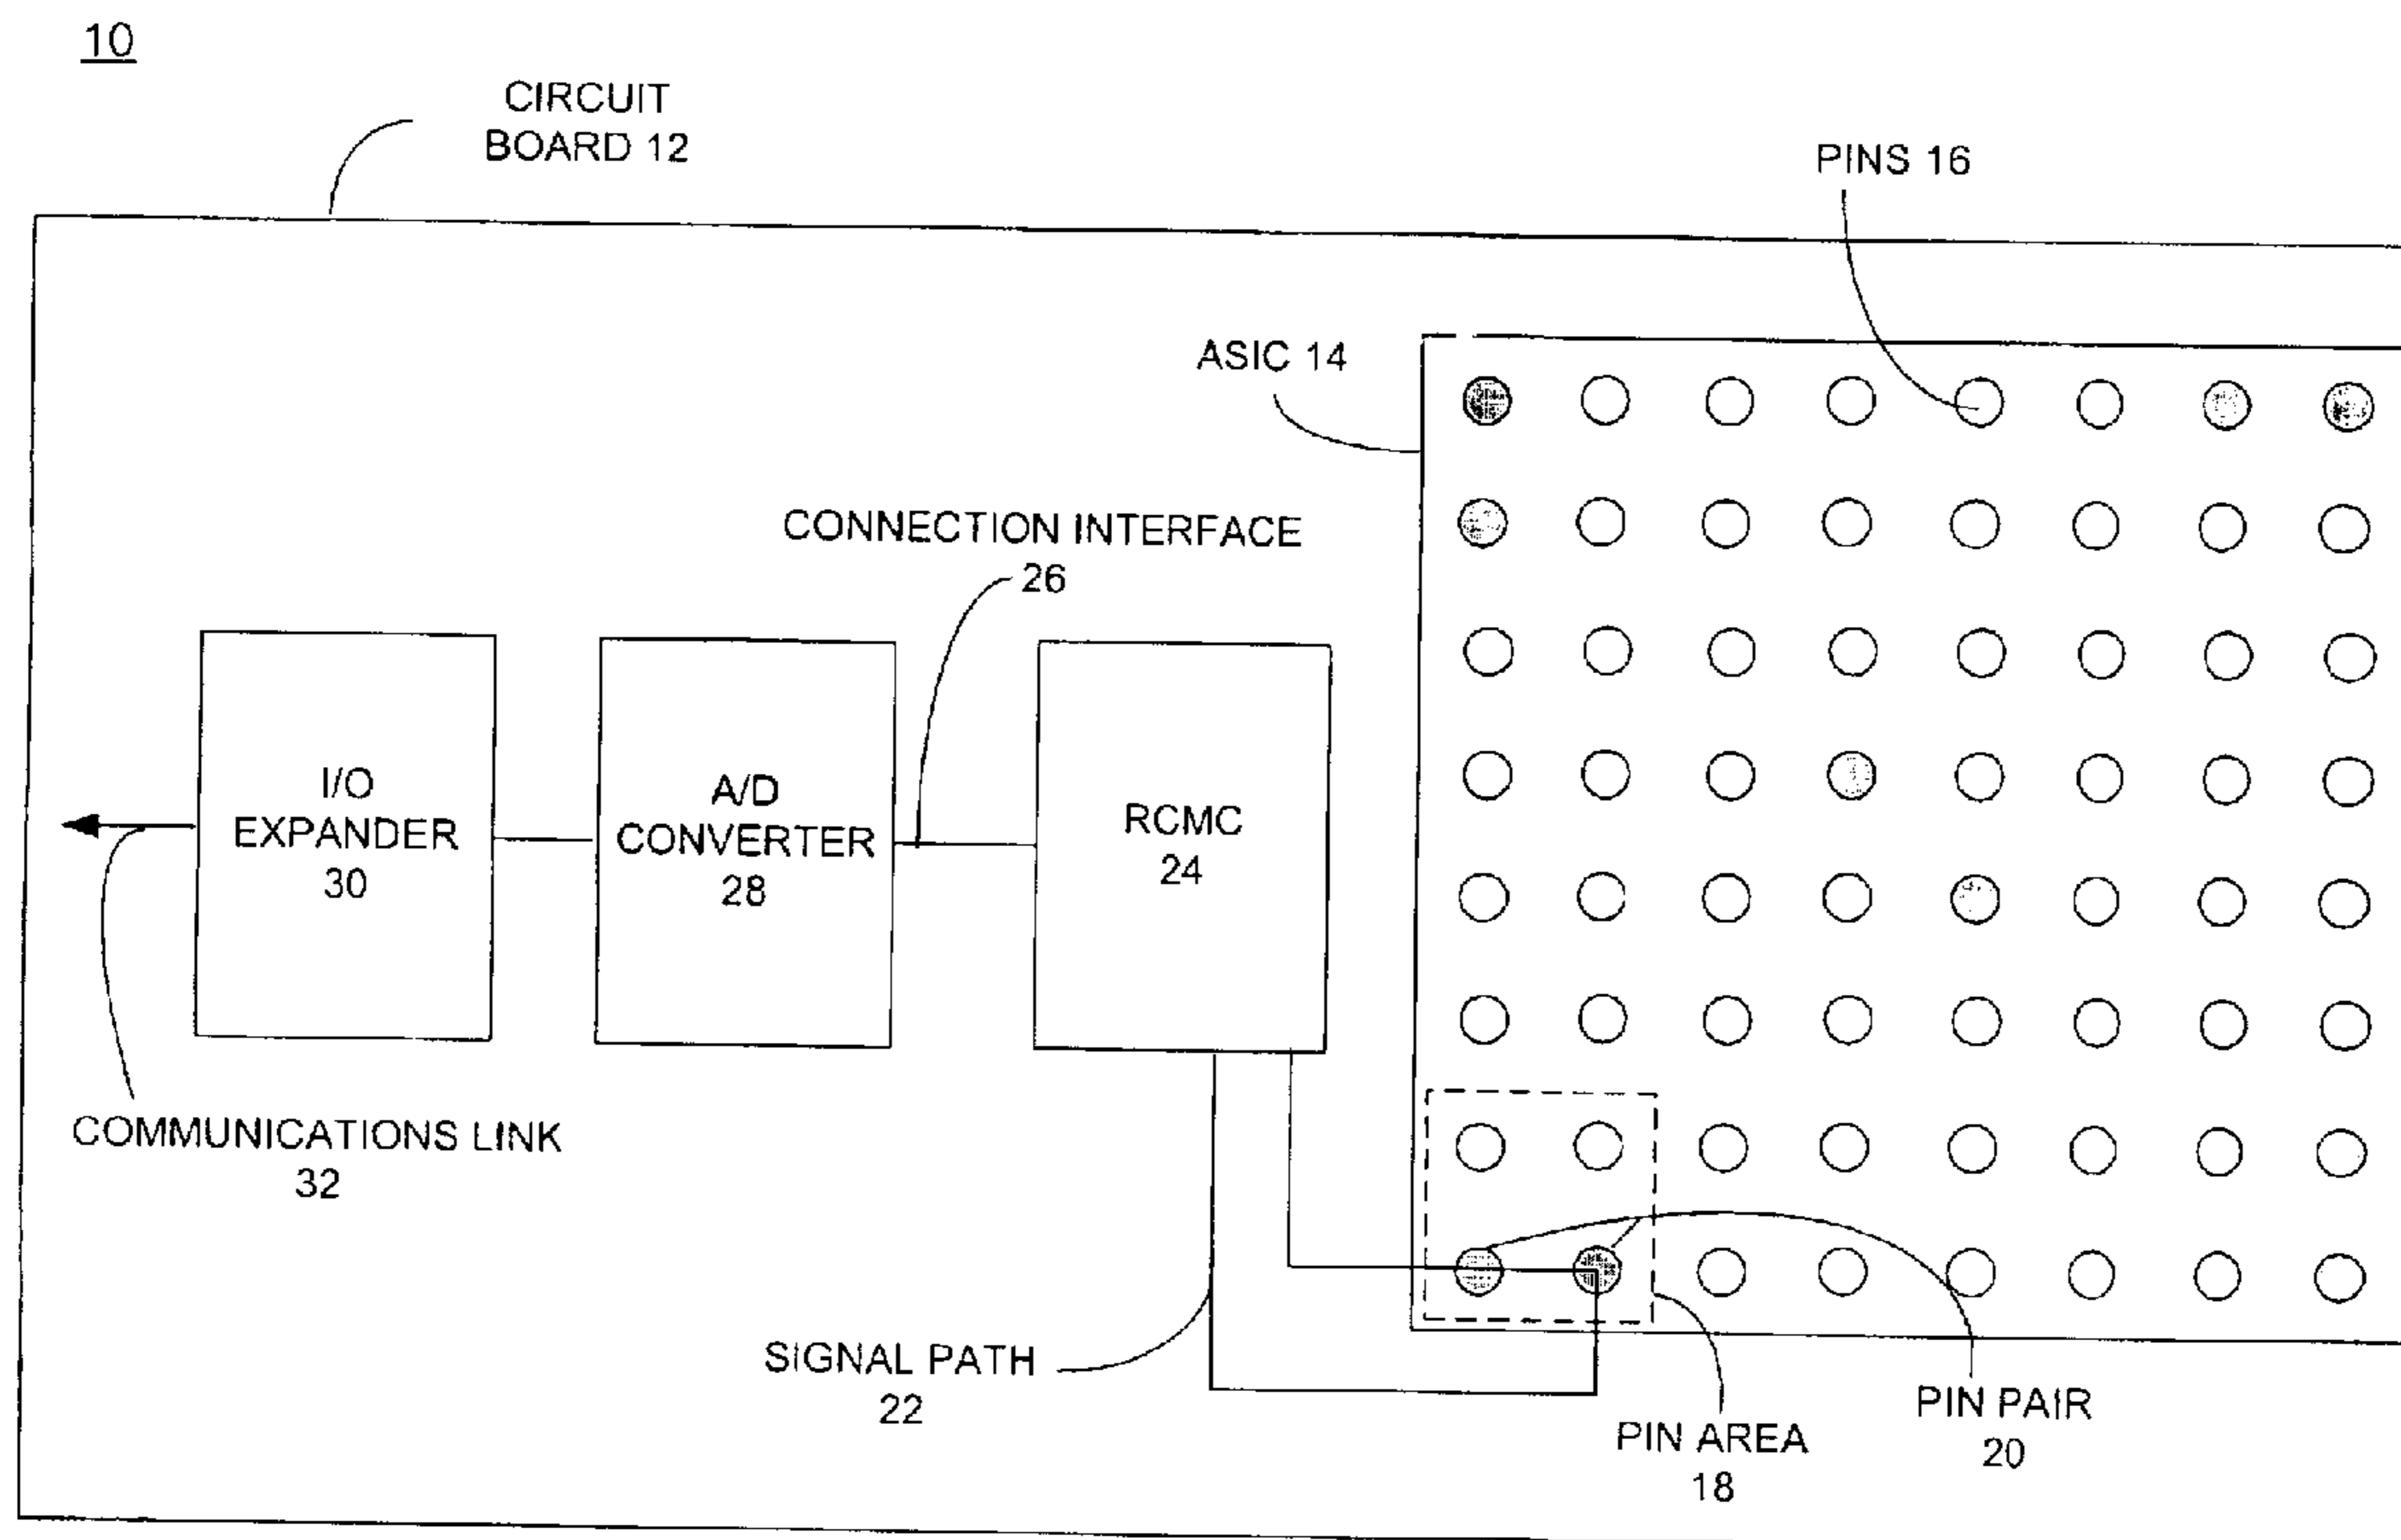 10
CIRCUIT
BOARD 12
PINS 16
ASIC 14
CONNECTION INTERFACE
26
I/O
EXPANDER
30
A/D
CONVERTER
28
RCMC
24
COMMUNICATIONS LINK
32
SIGNAL PATH
22
PIN AREA
18
PIN PAIR
20